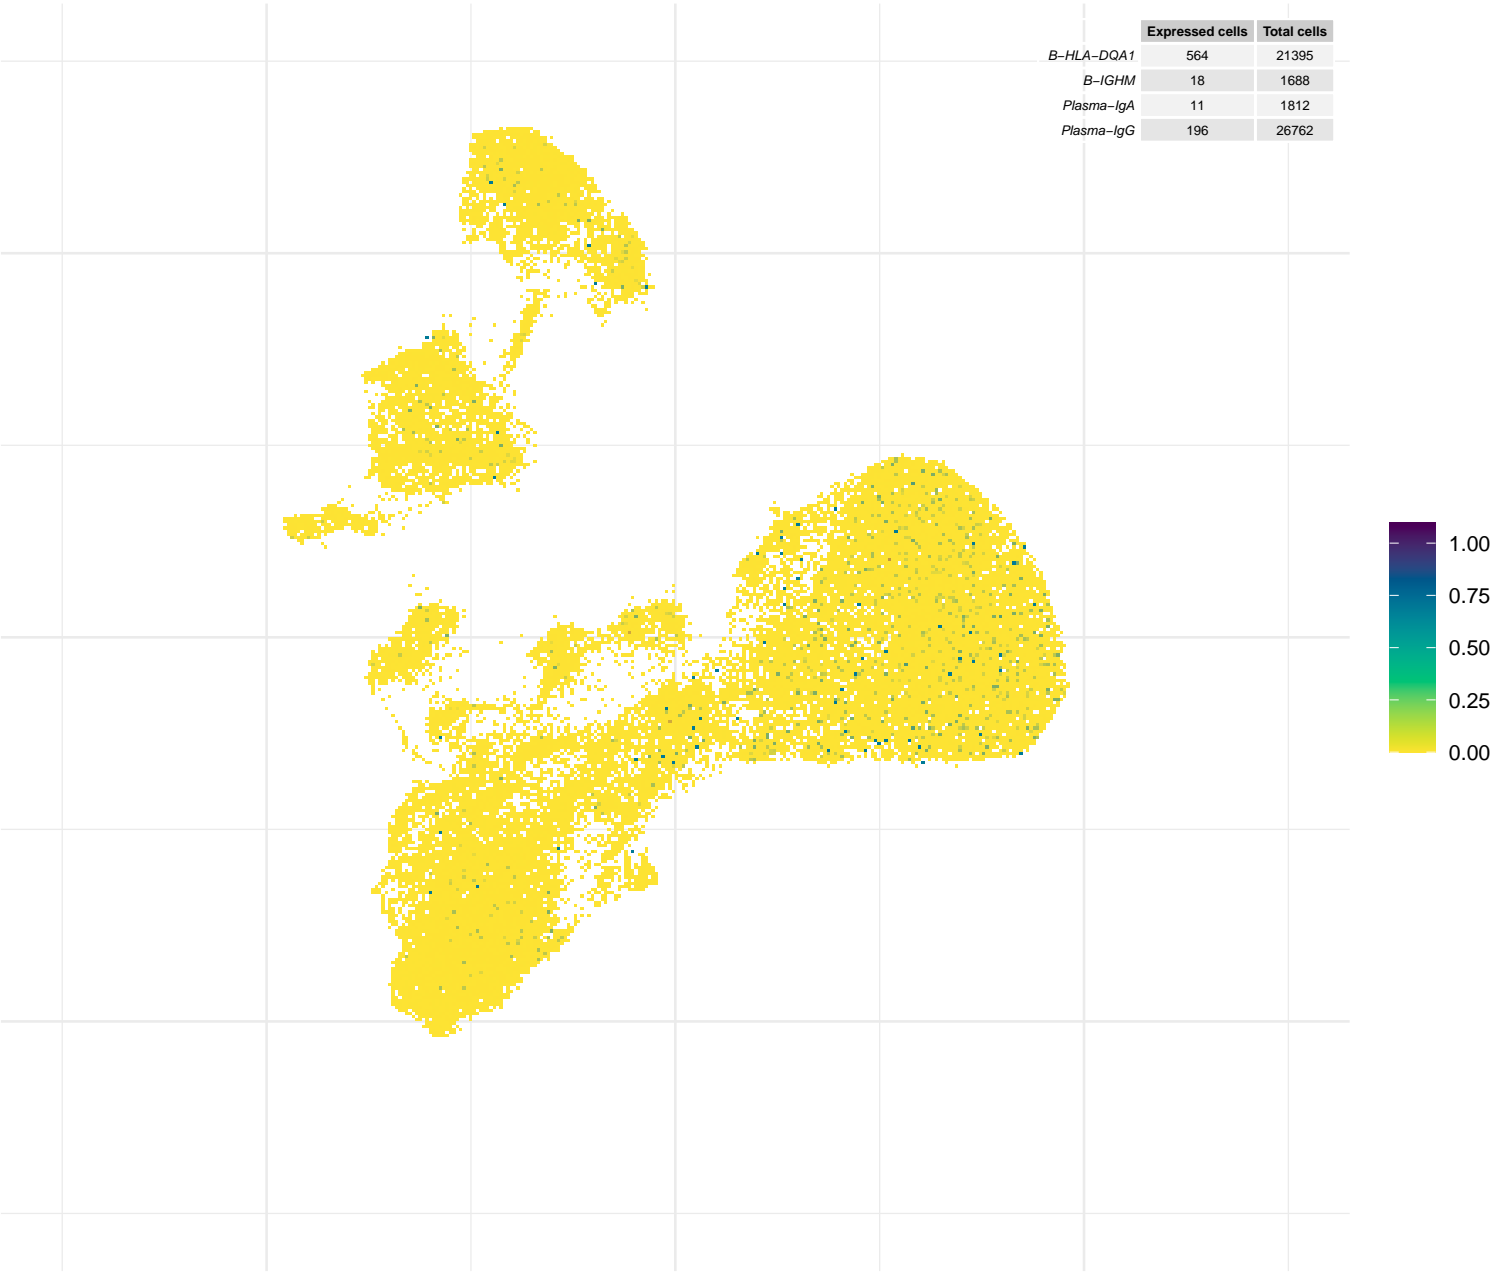 Expressed cells Total cells
B−HLA−DQA1 564 21395
B−IGHM 18 1688
Plasma−IgA 11 1812
Plasma−IgG 196 26762
1.00
0.75
0.50
0.25
0.00